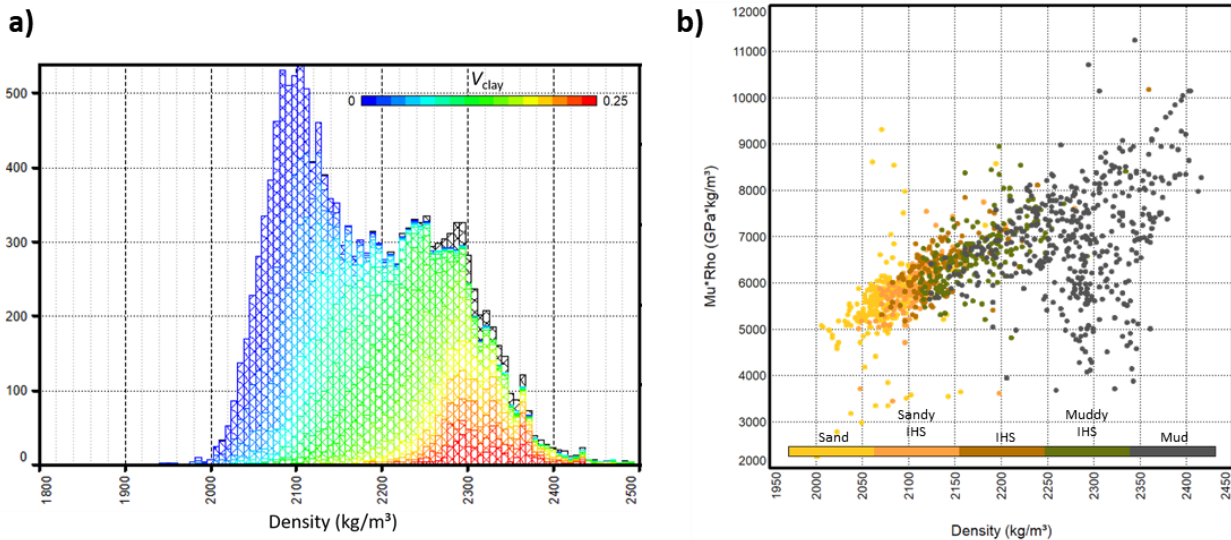 a)
V clay
0
0.25
500
400
300
200
100
0
1800
1900
2000
2100
2200
2300
2400
2500
Density (kg/m³)
b)
Mu*Rho (GPa*kg/m³)
12000
11000
10000
9000
8000
7000
6000
5000
4000
3000
2000
Sand
Sandy
IHS
IHS
Muddy
IHS
Mud
1950
2000
2050
2100
2150
2200
2250
2300
2350
2400
2450
Density (kg/m³)